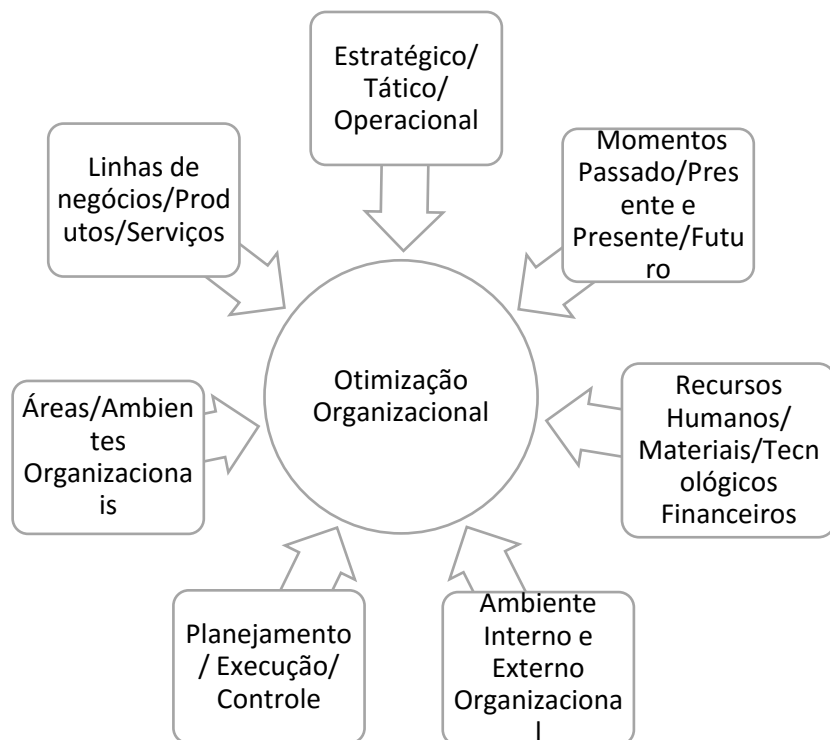 Estratégico/
Tático/
Operacional
Momentos
Passado/Pres
ente e
Presente/Futu
ro
Linhas de
negócios/Prod
utos/Serviços
Otimização
Organizacional
Recursos
Humanos/
Materiais/Tecn
ológicos
Financeiros
Áreas/Ambien
tes
Organizaciona
is
Planejamento
/ Execução/
Controle
Ambiente
Interno e
Externo
Organizaciona
l